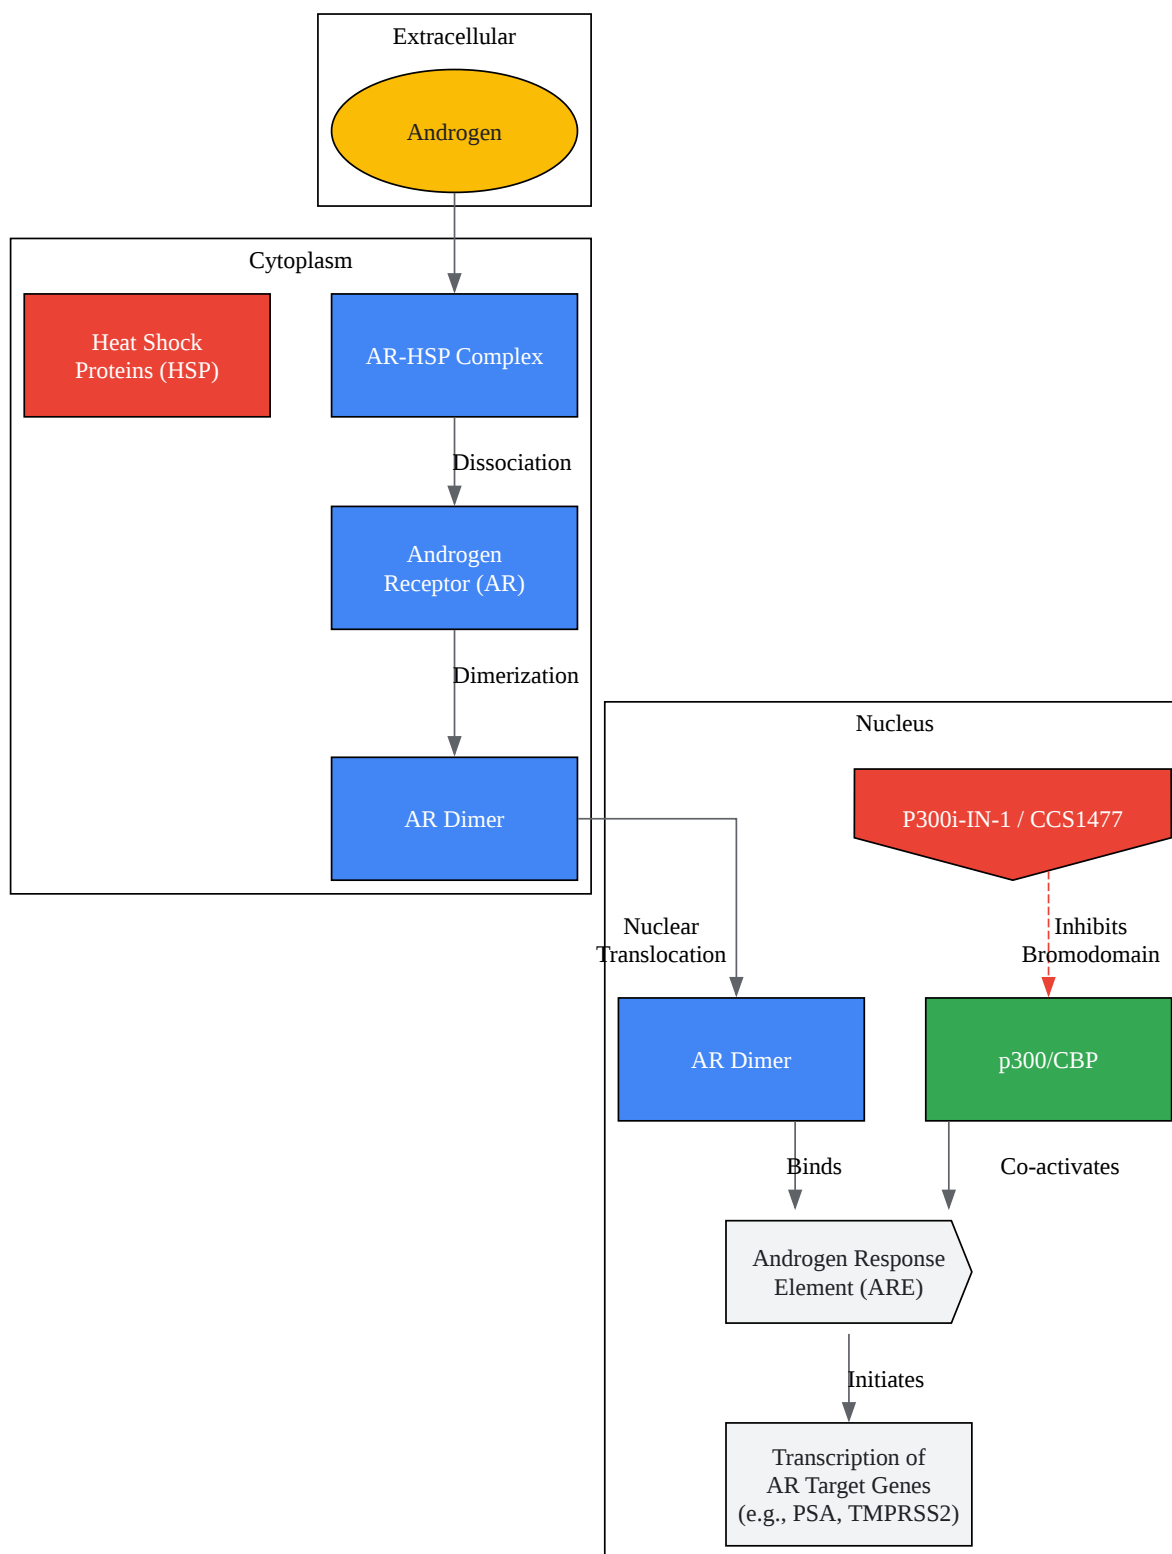 Extracellular
Androgen
Cytoplasm
Heat Shock
Proteins (HSP)
AR-HSP Complex
Dissociation
Androgen
Receptor (AR)
Dimerization
AR Dimer
Nucleus
P300i-IN-1 / CCS1477
Nuclear
Translocation
Inhibits
Bromodomain
AR Dimer
p300/CBP
Binds
Co-activates
Androgen Response
Element (ARE)
Initiates
Transcription of
AR Target Genes
(e.g., PSA, TMPRSS2)